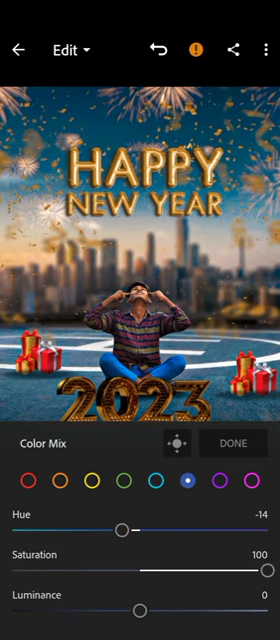 Edit
HAPPY
NEW YEAR
2023
Color Mix
DONE
Hue
-14
Saturation
100
Luminance
0